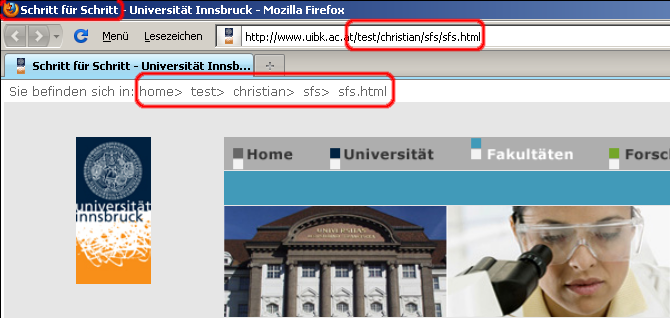 Schritt für Schritt - Universität Innsbruck - Mozilla Firefox
Menü Lesezeichen http://www.uibk.ac.at/test/christian/sfs/sfs.html
Schritt für Schritt - Universität Innsb...
Sie befinden sich in: home> test> christian> sfs> sfs.html
Home Universität Fakultäten Forsc
universität
innsbruck
UNIVERSITAS